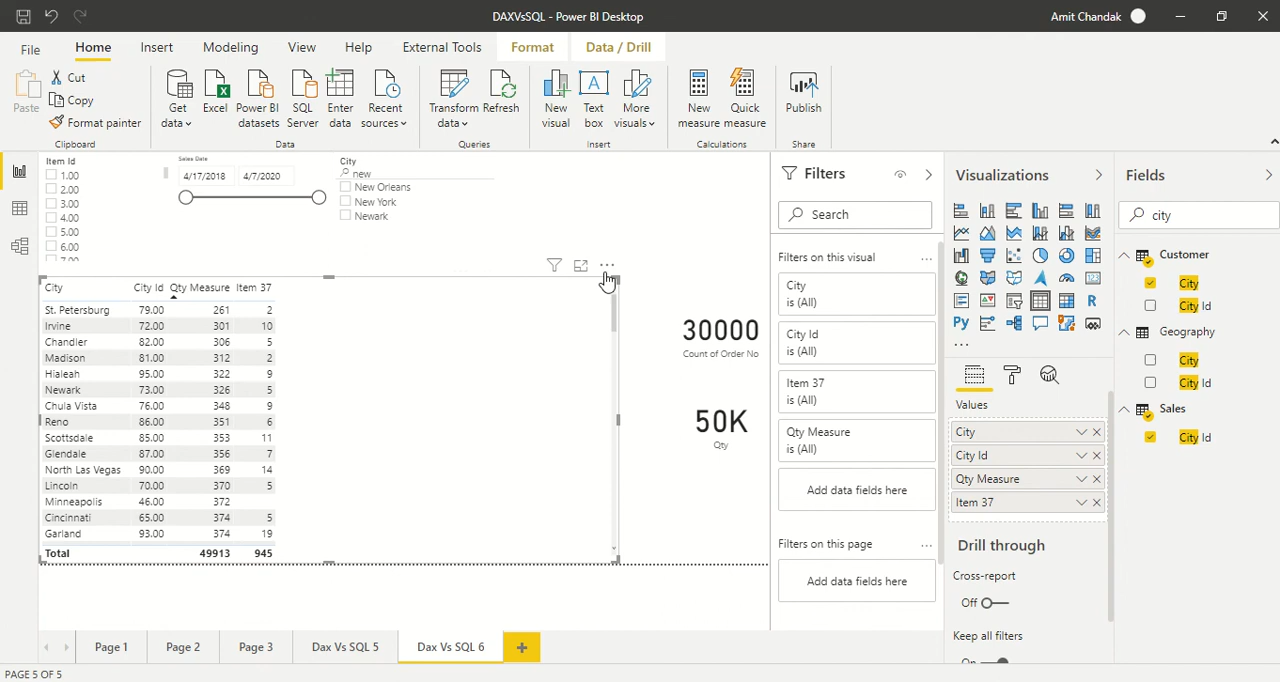 DAXVsSQL - Power BI Desktop
Amit Chandak
File
Home
Insert
Modeling
View
Help
External Tools
Format
Data / Drill
Paste
Cut
Copy
Format painter
Get data
Excel
Power BI datasets
SQL Server
Enter data
Recent sources
Transform data
Refresh
New visual
Text box
More visuals
New measure
Quick measure
Publish
Clipboard
Data
Queries
Insert
Calculations
Share
Item Id
1.00
2.00
3.00
4.00
5.00
6.00
7.00
Sales Date
4/17/2018
4/7/2020
City
new
New Orleans
New York
Newark
City City Id Qty Measure Item 37
St. Petersburg 79.00 261 2
Irvine 72.00 301 10
Chandler 82.00 306 5
Madison 81.00 312 2
Hialeah 95.00 322 9
Newark 73.00 326 5
Chula Vista 76.00 348 9
Reno 86.00 351 6
Scottsdale 85.00 353 11
Glendale 87.00 356 7
North Las Vegas 90.00 369 14
Lincoln 70.00 370 5
Minneapolis 46.00 372
Cincinnati 65.00 374 5
Garland 93.00 374 19
Total 49913 945
30000
Count of Order No
50K
Qty
Filters
Search
Filters on this visual ...
City
is (All)
City Id
is (All)
Item 37
is (All)
Qty Measure
is (All)
Add data fields here
Filters on this page ...
Add data fields here
Visualizations
R
Py
123
...
Values
City
City Id
Qty Measure
Item 37
Drill through
Cross-report
Off
Keep all filters
On
Fields
city
Customer
City
City Id
Geography
City
City Id
Sales
City Id
Page 1
Page 2
Page 3
Dax Vs SQL 5
Dax Vs SQL 6
+
PAGE 5 OF 5